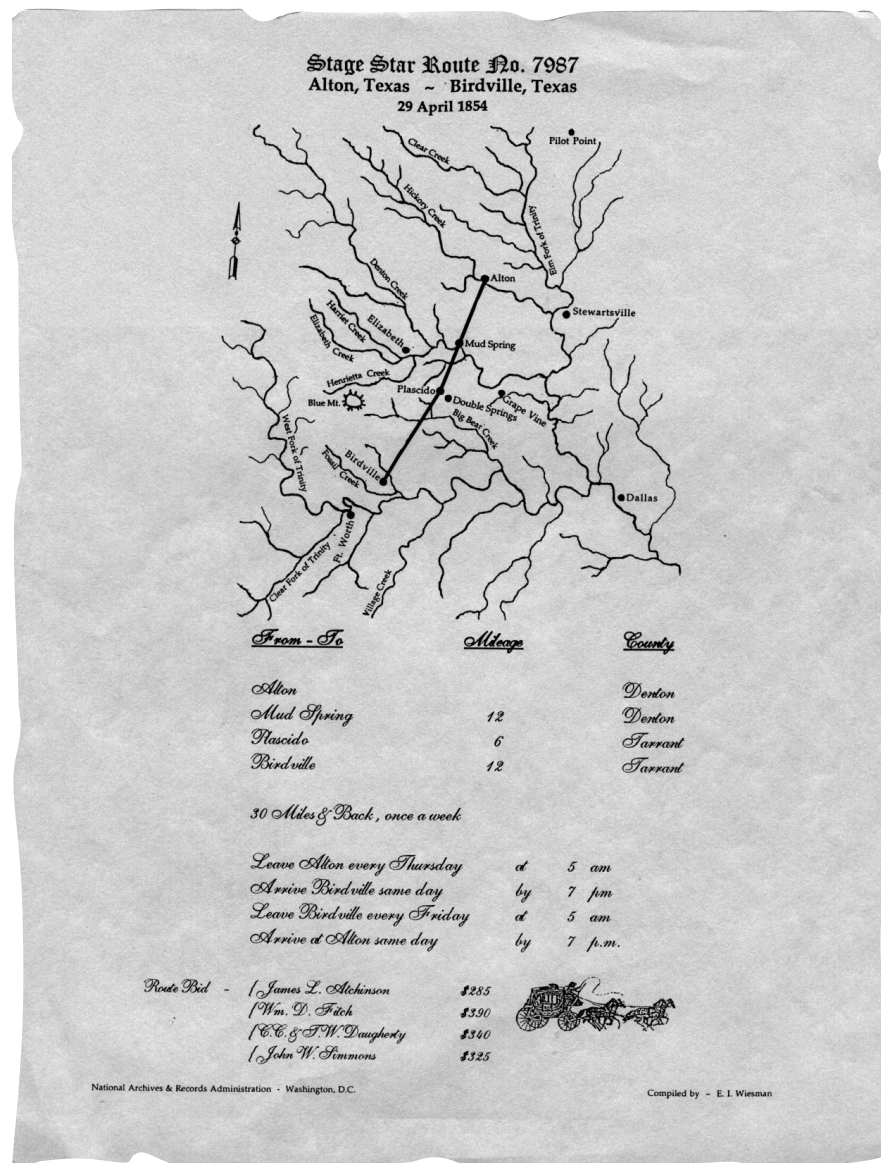 Stage Star Route No. 7987
Alton, Texas ~ Birdville, Texas
29 April 1854
Pilot Point
Clear Creek
Hickory Creek
Elm Fork of Trinity
Denton Creek
Alton
Stewartsville
Harriet Creek
Elizabeth
Elizabeth Creek
Mud Spring
Henrietta Creek
Plascido
Blue Mt.
Double Springs
Grape Vine
Big Bear Creek
West Fork of Trinity
Birdville
Fossil Creek
Dallas
Ft. Worth
Clear Fork of Trinity
Village Creek
From - To Mileage County
Alton Denton
Mud Spring 12 Denton
Plascido 6 Tarrant
Birdville 12 Tarrant
30 Miles & Back, once a week
Leave Alton every Thursday at 5 am
Arrive Birdville same day by 7 pm
Leave Birdville every Friday at 5 am
Arrive at Alton same day by 7 p.m.
Route Bid - / James L. Atchinson $285
/ Wm. D. Fitch $390
/ C.C. & T.W. Daugherty $340
/ John W. Simmons $325
National Archives & Records Administration - Washington, D.C.
Compiled by - E. I. Wiesman